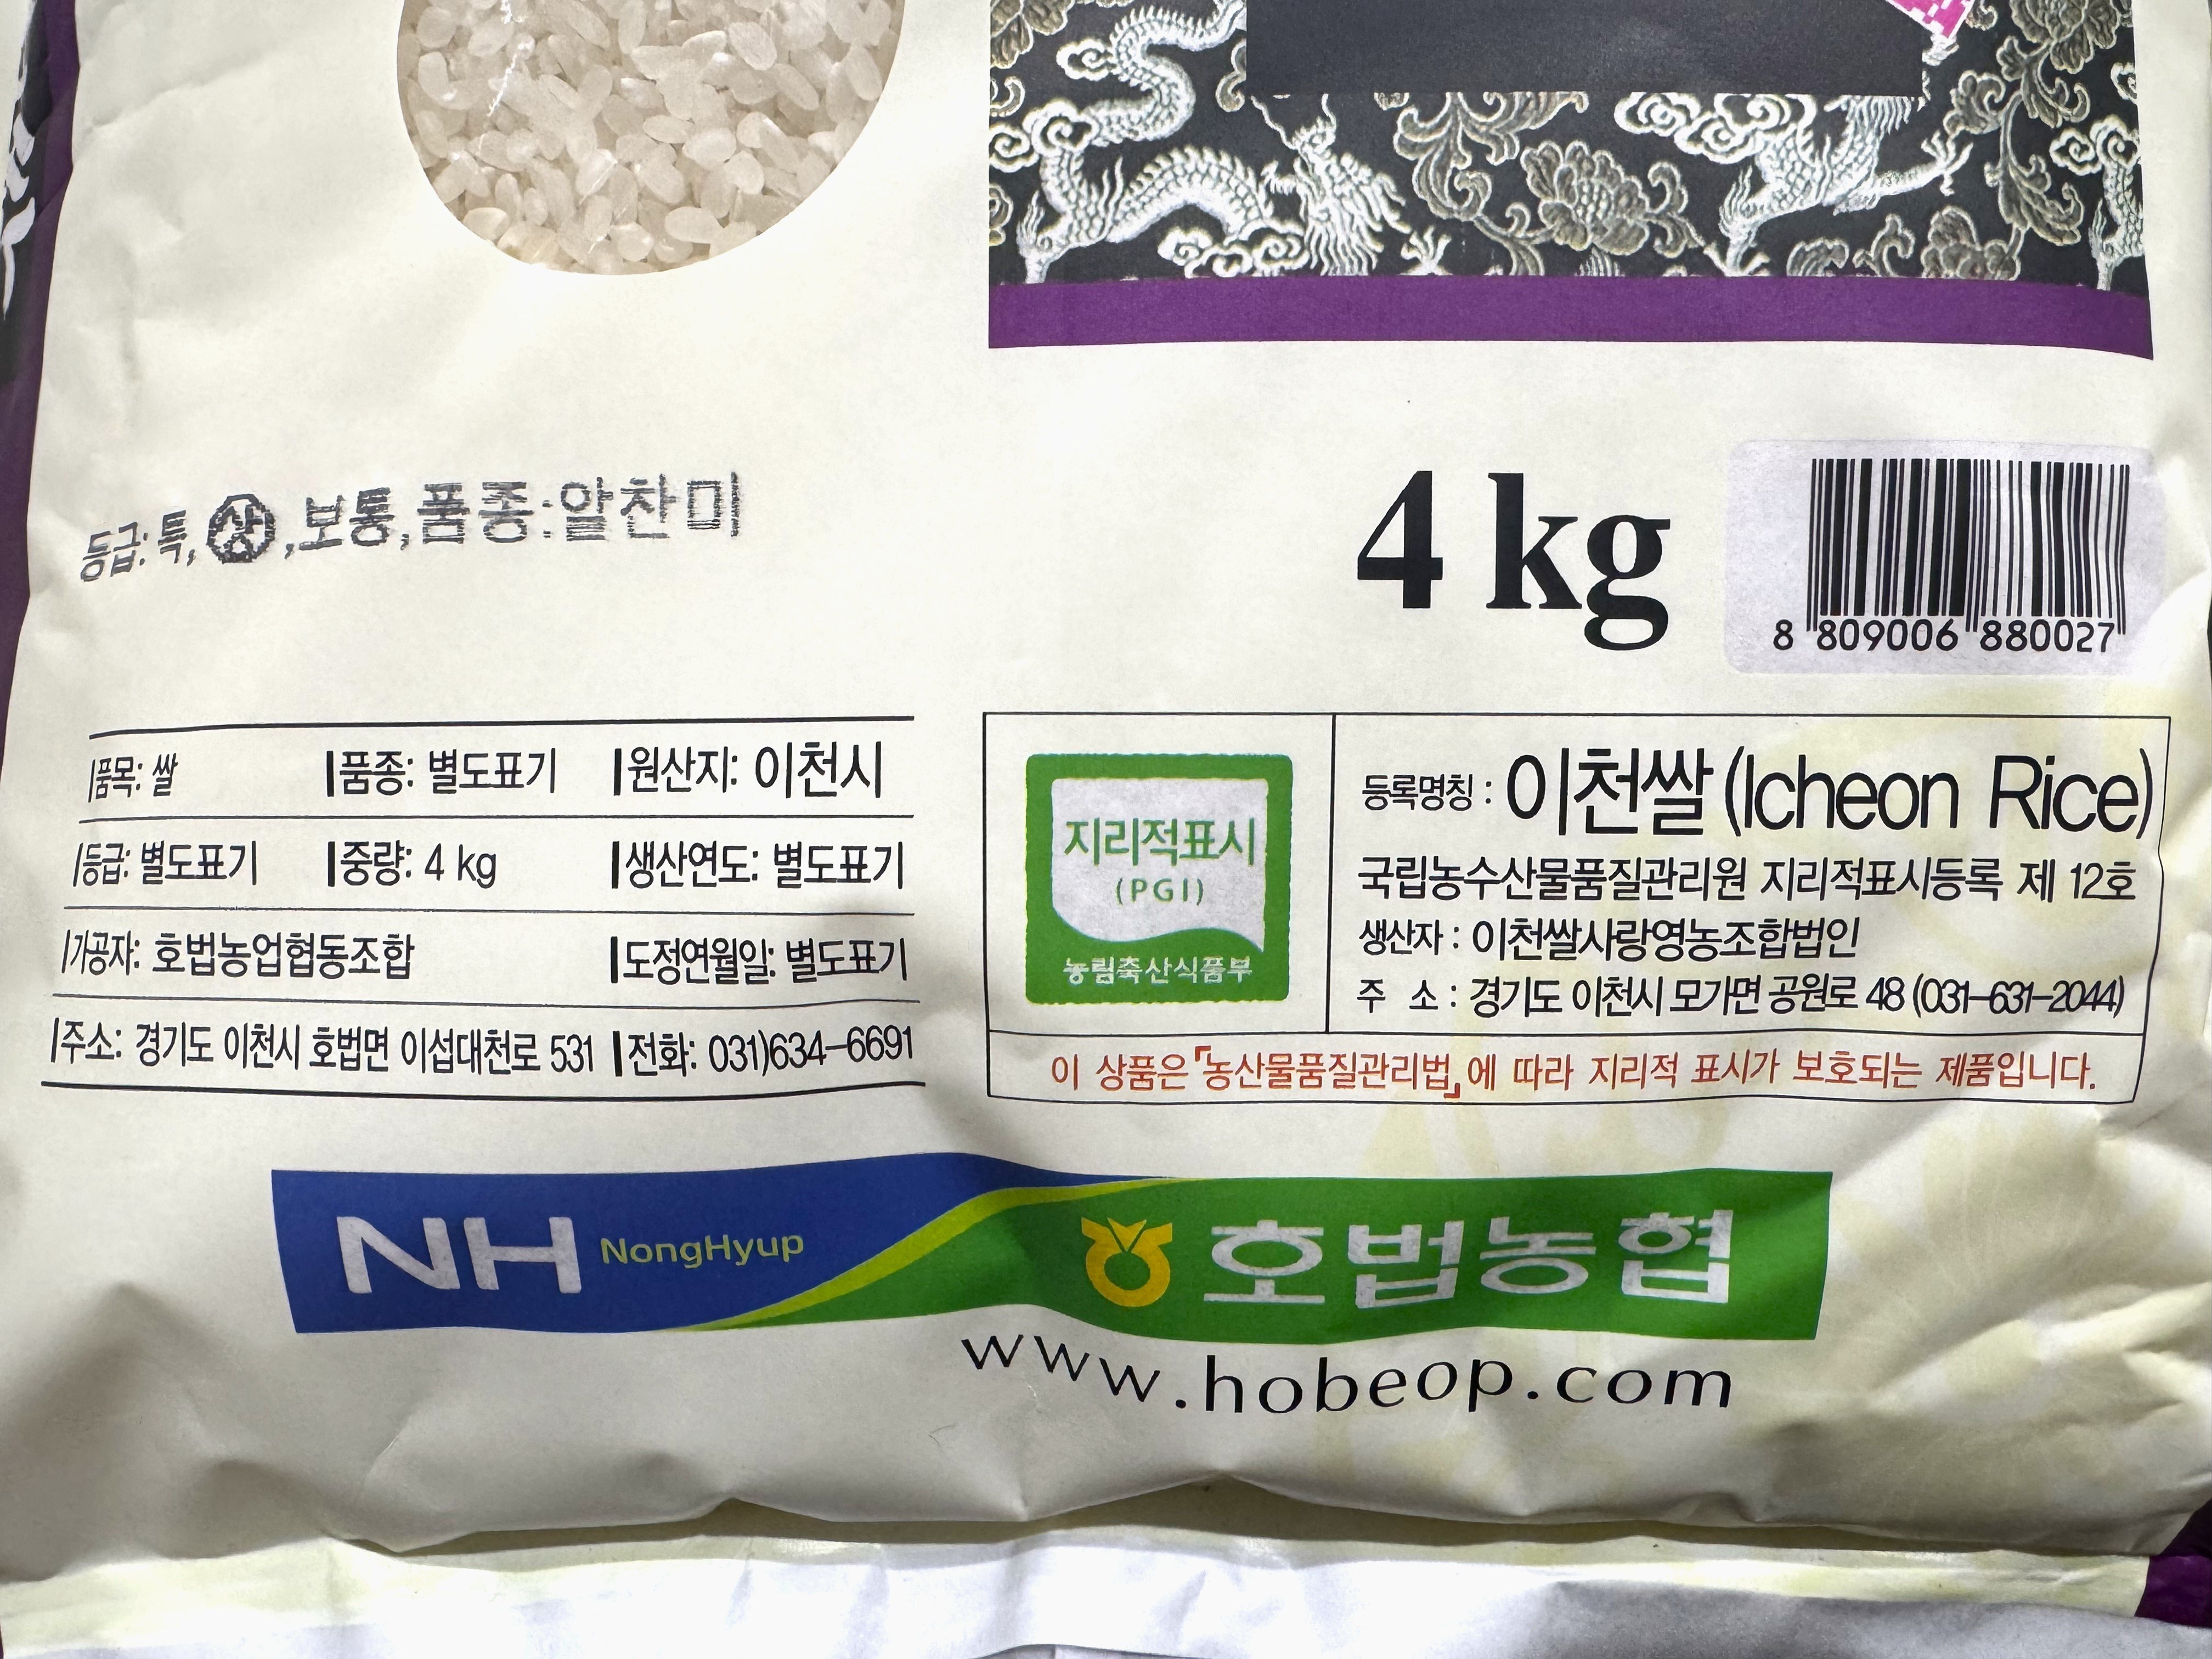 등급: 특, 상, 보통, 품종: 알찬미
4 kg
8 809006 880027
품목: 쌀 품종: 별도표기 원산지: 이천시
등급: 별도표기 중량: 4 kg 생산연도: 별도표기
가공자: 호법농업협동조합 도정연월일: 별도표기
주소: 경기도 이천시 호법면 이섭대천로 531 전화: 031)634-6691
지리적표시
(PGI)
농림축산식품부
등록명칭 : 이천쌀 (Icheon Rice)
국립농수산물품질관리원 지리적표시등록 제 12호
생산자 : 이천쌀사랑영농조합법인
주 소 : 경기도 이천시 모가면 공원로 48 (031-631-2044)
이 상품은 「농산물품질관리법」에 따라 지리적 표시가 보호되는 제품입니다.
NH NongHyup 호법농협
www.hobeop.com